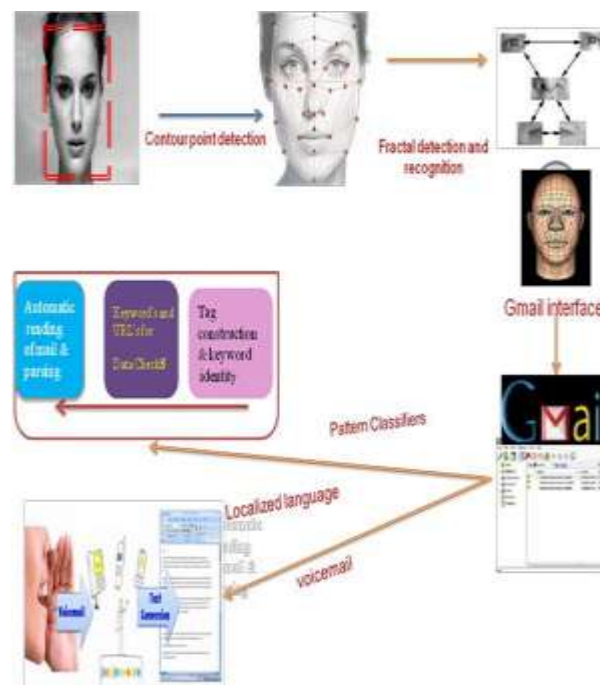 Contour point detection
Fractal detection and
recognition
Gmail interface
Automatic
reading
of mail &
parsing
Keywords and
URL's for
Data Check$
Tag
construction
& keyword
identity
Gmai
Pattern Classifiers
Localized language
voicemail
Voicemail
Text
Conversion